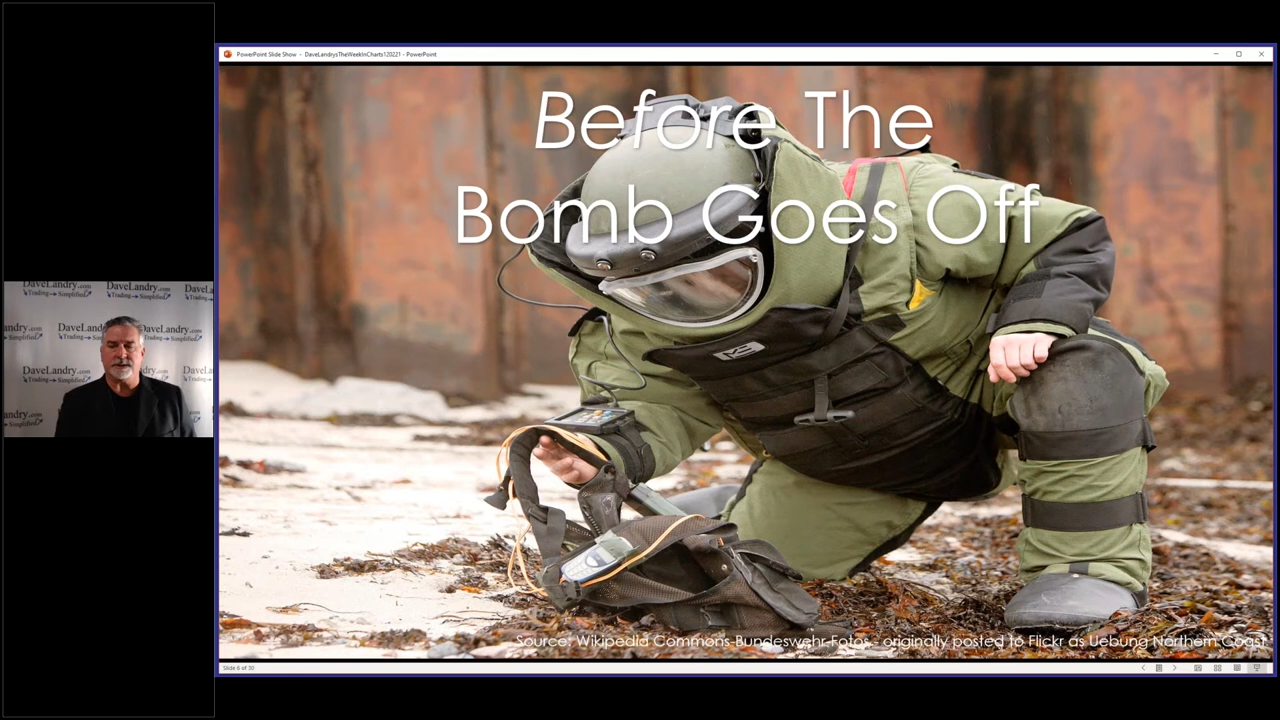 PowerPoint Slide Show - DaveLandrysTheWeekInCharts120221 - PowerPoint
Before The
Bomb Goes Off
DaveLandry.com
Trading Simplified
Source: Wikipedia Commons-Bundeswehr-Fotos - originally posted to Flickr as Uebung Northern Coast
Slide 6 of 30